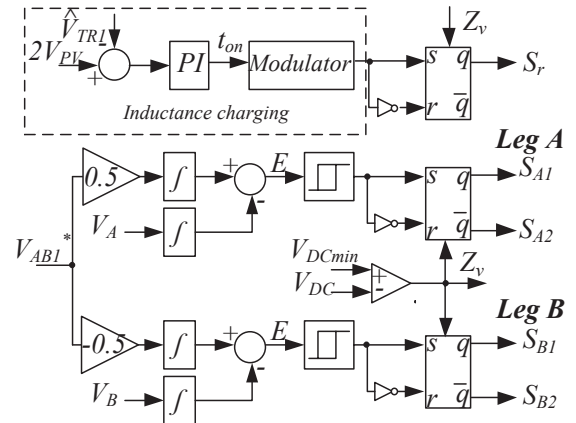 V̂TR1
-
2VPV
+
PI
ton
Modulator
Inductance charging
Zv
s q
r q̅
Sr
Leg A
0.5
∫
+
-
E
s q
r q̅
SA1
SA2
VA
∫
VAB1*
VDCmin
VDC
+
-
Zv
Leg B
-0.5
∫
+
-
E
s q
r q̅
SB1
SB2
VB
∫